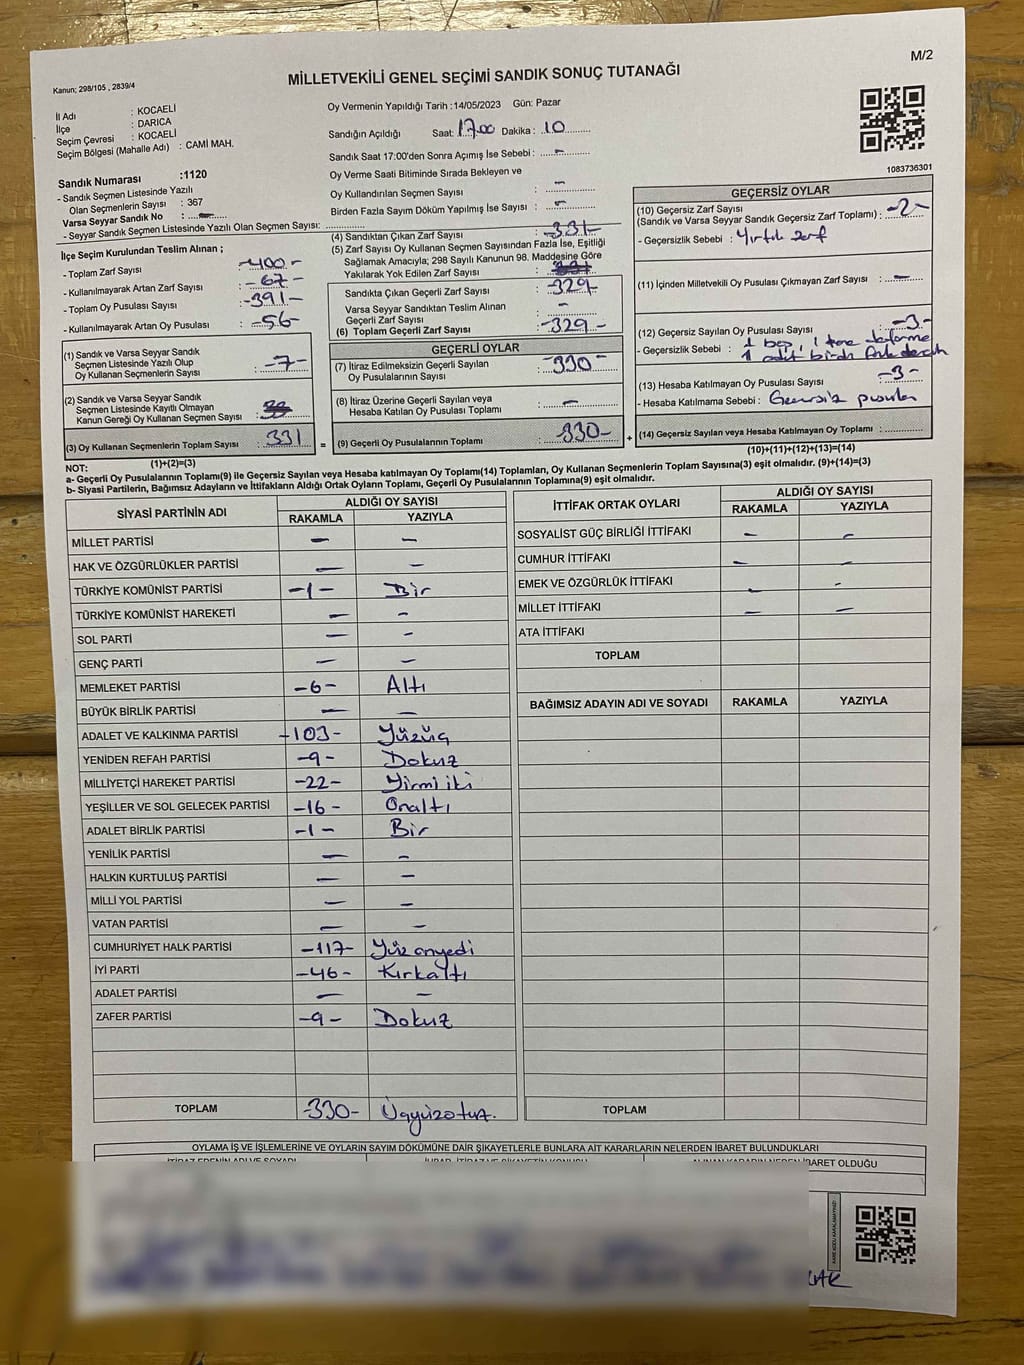 M/2
Kanun; 298/105 , 2839/4
MİLLETVEKİLİ GENEL SEÇİMİ SANDIK SONUÇ TUTANAĞI
İl Adı : KOCAELİ
İlçe : DARICA
Seçim Çevresi : KOCAELİ
Seçim Bölgesi (Mahalle Adı) : CAMİ MAH.
Sandık Numarası :1120
- Sandık Seçmen Listesinde Yazılı
Olan Seçmenlerin Sayısı : 367
Varsa Seyyar Sandık No : -
- Seyyar Sandık Seçmen Listesinde Yazılı Olan Seçmen Sayısı:
İlçe Seçim Kurulundan Teslim Alınan ;
- Toplam Zarf Sayısı :-400-
- Kullanılmayarak Artan Zarf Sayısı :-67-
- Toplam Oy Pusulası Sayısı :-391-
- Kullanılmayarak Artan Oy Pusulası :-56-
(1) Sandık ve Varsa Seyyar Sandık
Seçmen Listesinde Yazılı Olup
Oy Kullanan Seçmenlerin Sayısı :-7-
(2) Sandık ve Varsa Seyyar Sandık
Seçmen Listesinde Kayıtlı Olmayan
Kanun Gereği Oy Kullanan Seçmen Sayısı :
(3) Oy Kullanan Seçmenlerin Toplam Sayısı : 331
(1)+(2)=(3)
Oy Vermenin Yapıldığı Tarih :14/05/2023 Gün: Pazar
Sandığın Açıldığı Saat: 17.00 Dakika : 10
Sandık Saat 17:00'den Sonra Açımış İse Sebebi : -
Oy Verme Saati Bitiminde Sırada Bekleyen ve
Oy Kullandırılan Seçmen Sayısı : -
Birden Fazla Sayım Döküm Yapılmış İse Sayısı : -
(4) Sandıktan Çıkan Zarf Sayısı :-331-
(5) Zarf Sayısı Oy Kullanan Seçmen Sayısından Fazla İse, Eşitliği
Sağlamak Amacıyla; 298 Sayılı Kanunun 98. Maddesine Göre
Yakılarak Yok Edilen Zarf Sayısı :
Sandıkta Çıkan Geçerli Zarf Sayısı :-329-
Varsa Seyyar Sandıktan Teslim Alınan
Geçerli Zarf Sayısı : -
(6) Toplam Geçerli Zarf Sayısı :-329-
GEÇERLİ OYLAR
(7) İtiraz Edilmeksizin Geçerli Sayılan
Oy Pusulalarının Sayısı :-330-
(8) İtiraz Üzerine Geçerli Sayılan veya
Hesaba Katılan Oy Pusulası Toplamı : -
= (9) Geçerli Oy Pusulalarının Toplamı : 330-
1083736301
GEÇERSİZ OYLAR
(10) Geçersiz Zarf Sayısı
(Sandık ve Varsa Seyyar Sandık Geçersiz Zarf Toplamı) :-2-
- Geçersizlik Sebebi : Yırtık zarf
(11) İçinden Milletvekili Oy Pusulası Çıkmayan Zarf Sayısı : -
(12) Geçersiz Sayılan Oy Pusulası Sayısı :-3-
- Geçersizlik Sebebi :
(13) Hesaba Katılmayan Oy Pusulası Sayısı :-3-
- Hesaba Katılmama Sebebi : Geçersiz pusula
+ (14) Geçersiz Sayılan veya Hesaba Katılmayan Oy Toplamı :
(10)+(11)+(12)+(13)=(14)
NOT:
a- Geçerli Oy Pusulalarının Toplamı(9) ile Geçersiz Sayılan veya Hesaba katılmayan Oy Toplamı(14) Toplamları, Oy Kullanan Seçmenlerin Toplam Sayısına(3) eşit olmalıdır. (9)+(14)=(3)
b- Siyasi Partilerin, Bağımsız Adayların ve İttifakların Aldığı Ortak Oyların Toplamı, Geçerli Oy Pusulalarının Toplamına(9) eşit olmalıdır.
SİYASİ PARTİNİN ADI ALDIĞI OY SAYISI
RAKAMLA YAZIYLA
MİLLET PARTİSİ - -
HAK VE ÖZGÜRLÜKLER PARTİSİ - -
TÜRKİYE KOMÜNİST PARTİSİ -1- Bir
TÜRKİYE KOMÜNİST HAREKETİ - -
SOL PARTİ - -
GENÇ PARTİ - -
MEMLEKET PARTİSİ -6- Altı
BÜYÜK BİRLİK PARTİSİ - -
ADALET VE KALKINMA PARTİSİ -103- Yüzüç
YENİDEN REFAH PARTİSİ -9- Dokuz
MİLLİYETÇİ HAREKET PARTİSİ -22- Yirmi iki
YEŞİLLER VE SOL GELECEK PARTİSİ -16- Onaltı
ADALET BİRLİK PARTİSİ -1- Bir
YENİLİK PARTİSİ - -
HALKIN KURTULUŞ PARTİSİ - -
MİLLİ YOL PARTİSİ - -
VATAN PARTİSİ - -
CUMHURİYET HALK PARTİSİ -117- Yüzonyedi
İYİ PARTİ -46- Kırkaltı
ADALET PARTİSİ - -
ZAFER PARTİSİ -9- Dokuz
TOPLAM -330- Üçyüzotuz.
İTTİFAK ORTAK OYLARI ALDIĞI OY SAYISI
RAKAMLA YAZIYLA
SOSYALİST GÜÇ BİRLİĞİ İTTİFAKI - -
CUMHUR İTTİFAKI - -
EMEK VE ÖZGÜRLÜK İTTİFAKI - -
MİLLET İTTİFAKI - -
ATA İTTİFAKI
TOPLAM
BAĞIMSIZ ADAYIN ADI VE SOYADI RAKAMLA YAZIYLA
TOPLAM
OYLAMA İŞ VE İŞLEMLERİNE VE OYLARIN SAYIM DÖKÜMÜNE DAİR ŞİKAYETLERLE BUNLARA AİT KARARLARIN NELERDEN İBARET BULUNDUKLARI
İTİRAZ EDENİN ADI VE SOYADI
İBARET OLDUĞU